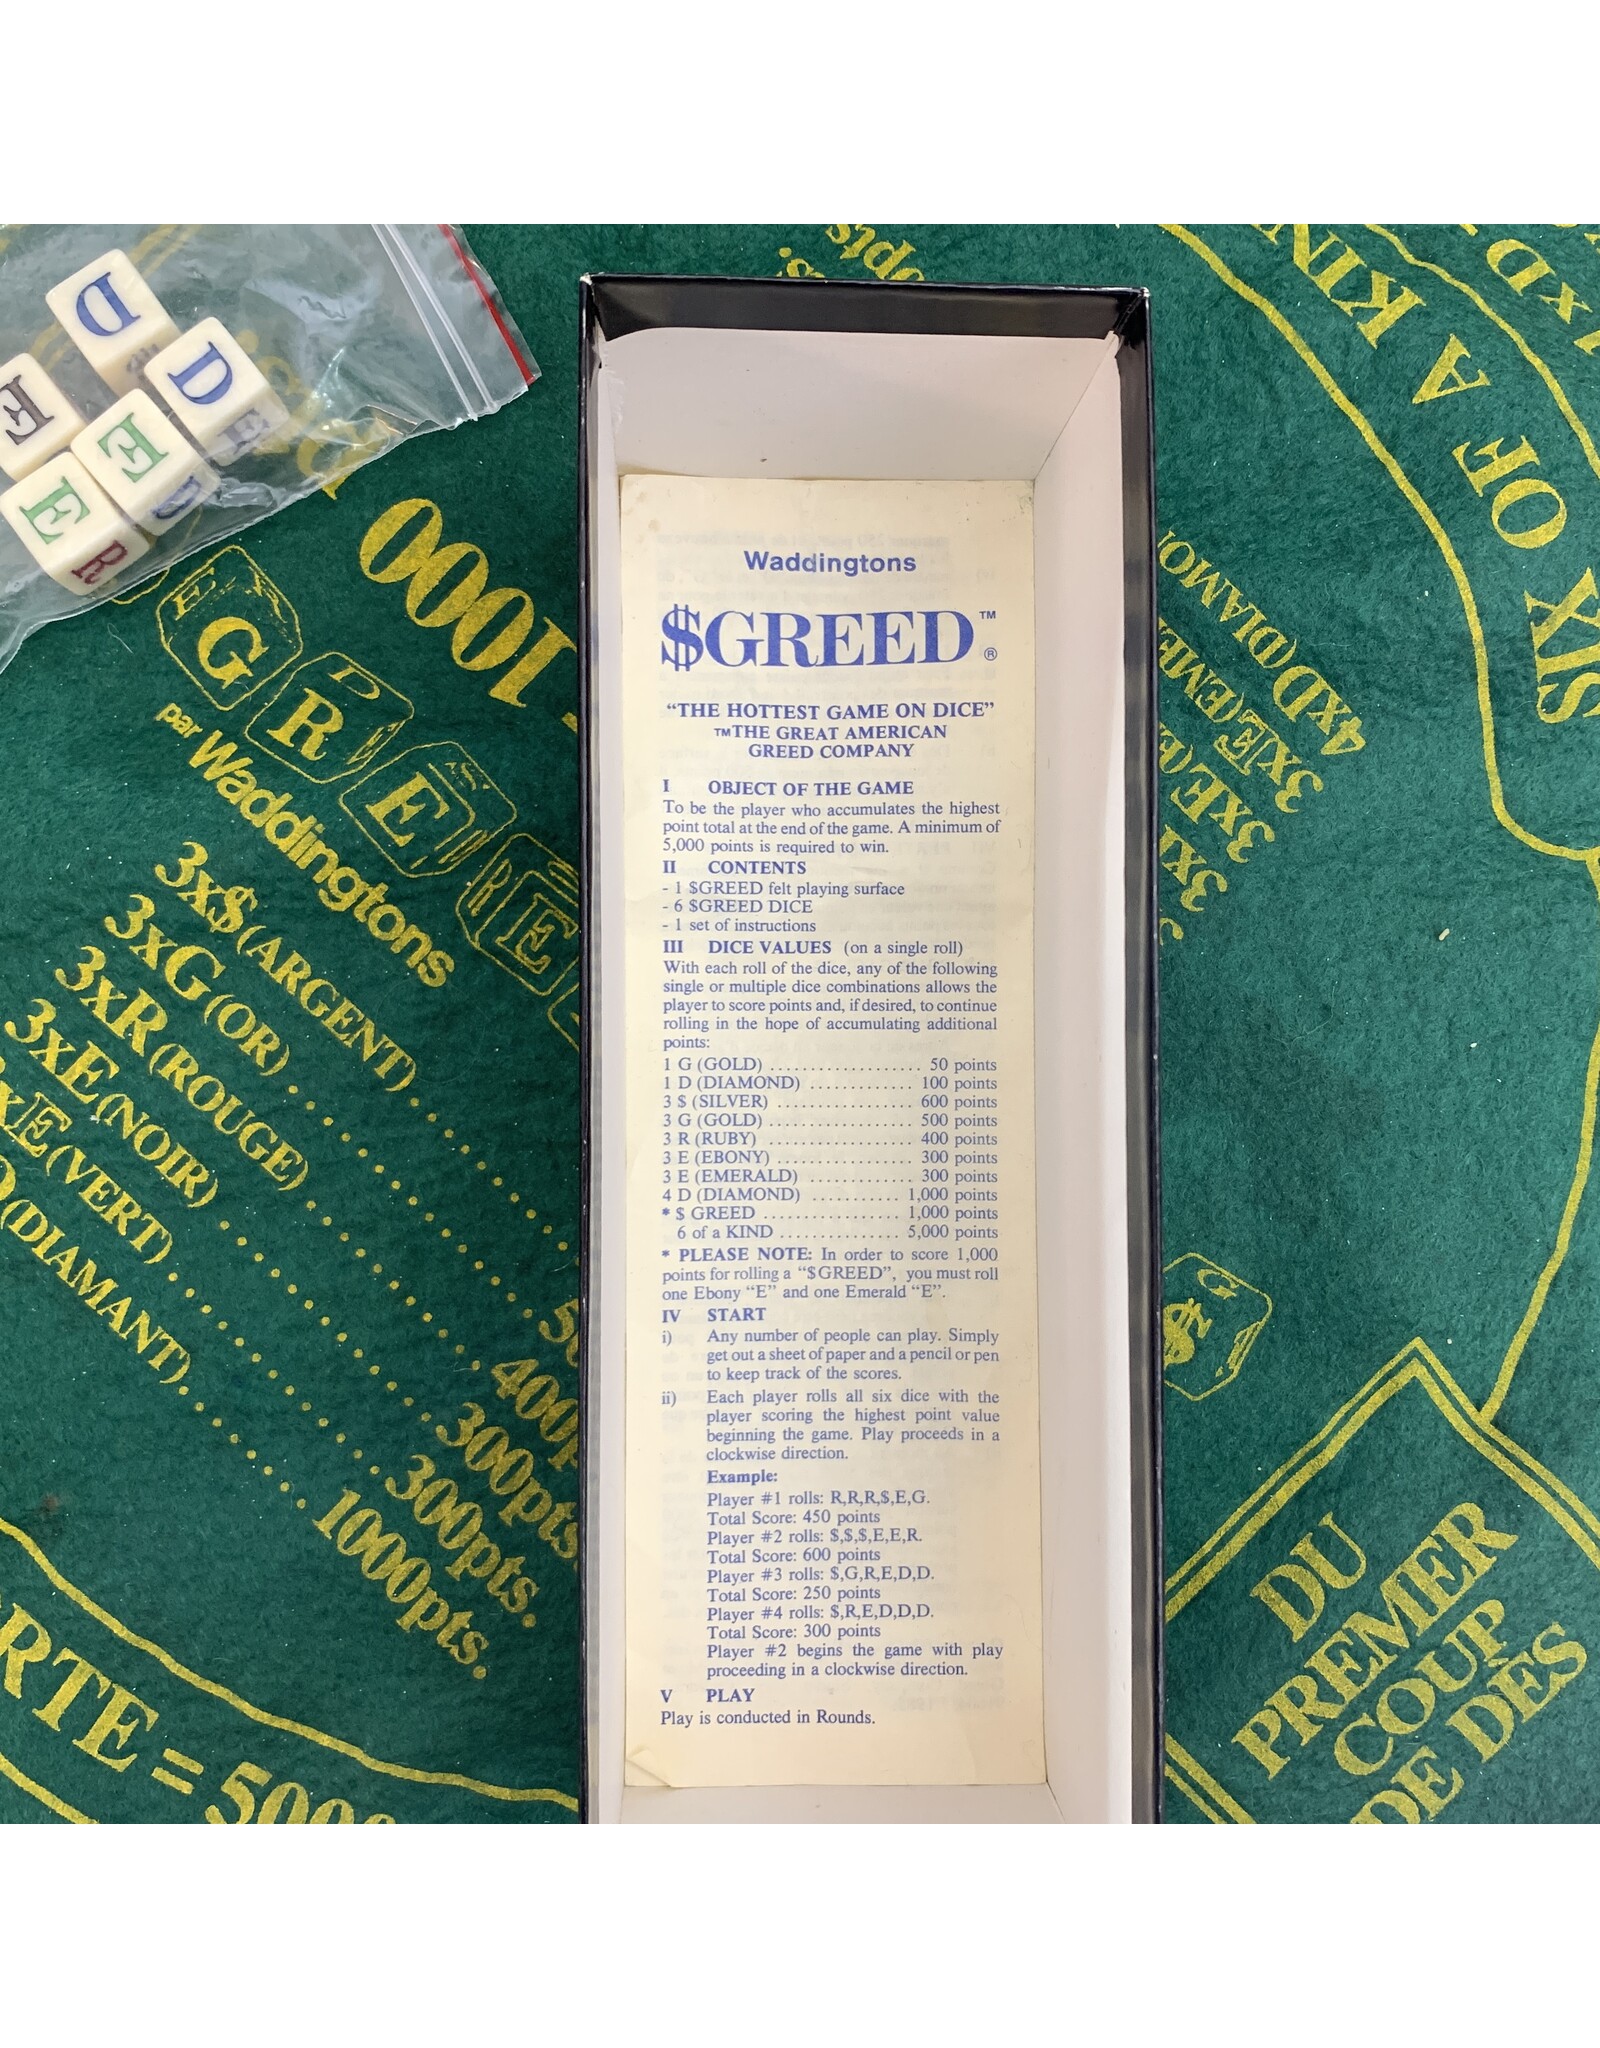 Waddingtons
$GREED™
®
“THE HOTTEST GAME ON DICE”
™THE GREAT AMERICAN
GREED COMPANY
I OBJECT OF THE GAME
To be the player who accumulates the highest
point total at the end of the game. A minimum of
5,000 points is required to win.
II CONTENTS
- 1 $GREED felt playing surface
- 6 $GREED DICE
- 1 set of instructions
III DICE VALUES (on a single roll)
With each roll of the dice, any of the following
single or multiple dice combinations allows the
player to score points and, if desired, to continue
rolling in the hope of accumulating additional
points:
1 G (GOLD) ................... 50 points
1 D (DIAMOND) ............. 100 points
3 $ (SILVER) ................. 600 points
3 G (GOLD) .................. 500 points
3 R (RUBY) .................. 400 points
3 E (EBONY) ................. 300 points
3 E (EMERALD) ............. 300 points
4 D (DIAMOND) ........... 1,000 points
* $ GREED ................. 1,000 points
6 of a KIND ............... 5,000 points
* PLEASE NOTE: In order to score 1,000
points for rolling a “$GREED”, you must roll
one Ebony “E” and one Emerald “E”.
IV START
i) Any number of people can play. Simply
get out a sheet of paper and a pencil or pen
to keep track of the scores.
ii) Each player rolls all six dice with the
player scoring the highest point value
beginning the game. Play proceeds in a
clockwise direction.
Example:
Player #1 rolls: R,R,R,$,E,G.
Total Score: 450 points
Player #2 rolls: $,$,$,E,E,R.
Total Score: 600 points
Player #3 rolls: $,G,R,E,D,D.
Total Score: 250 points
Player #4 rolls: $,R,E,D,D,D.
Total Score: 300 points
Player #2 begins the game with play
proceeding in a clockwise direction.
V PLAY
Play is conducted in Rounds.
D
D
E
E
E
R
D
1000
G R E E
par Waddingtons
3x$ (ARGENT)
3xG (OR)
3xR (ROUGE)
3xE (NOIR)
xE (VERT)
(DIAMANT)
400p
300pts.
300pts.
1000pts.
RTE = 5000
opts.
SIX OF A KIN
1xD
4xD (DIAMO
3xE (EME
3xE (E
$
DU
PREMIER
COUP
DE DÉS